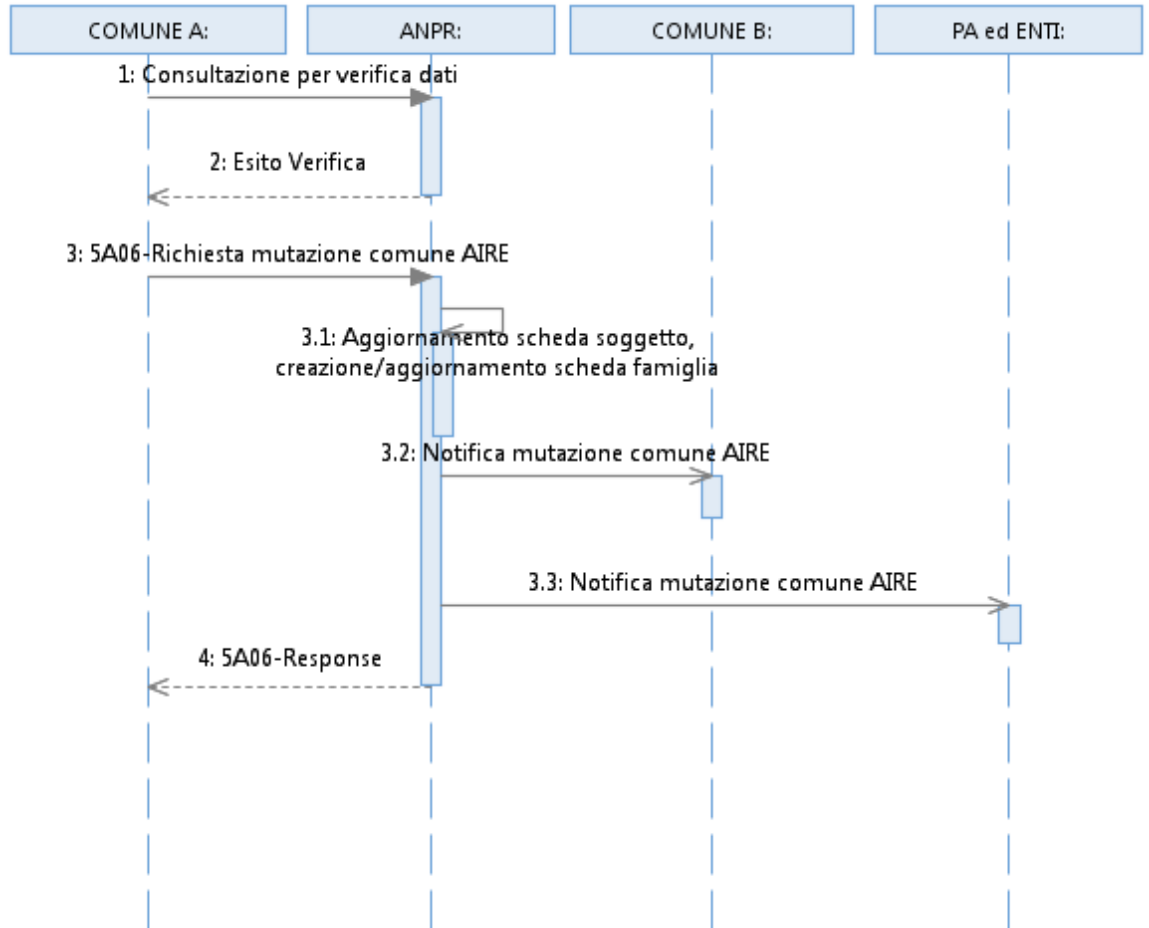 COMUNE A:
ANPR:
COMUNE B:
PA ed ENTI:
1: Consultazione per verifica dati
2: Esito Verifica
3: 5A06-Richiesta mutazione comune AIRE
3.1: Aggiornamento scheda soggetto,
creazione/aggiornamento scheda famiglia
3.2: Notifica mutazione comune AIRE
3.3: Notifica mutazione comune AIRE
4: 5A06-Response